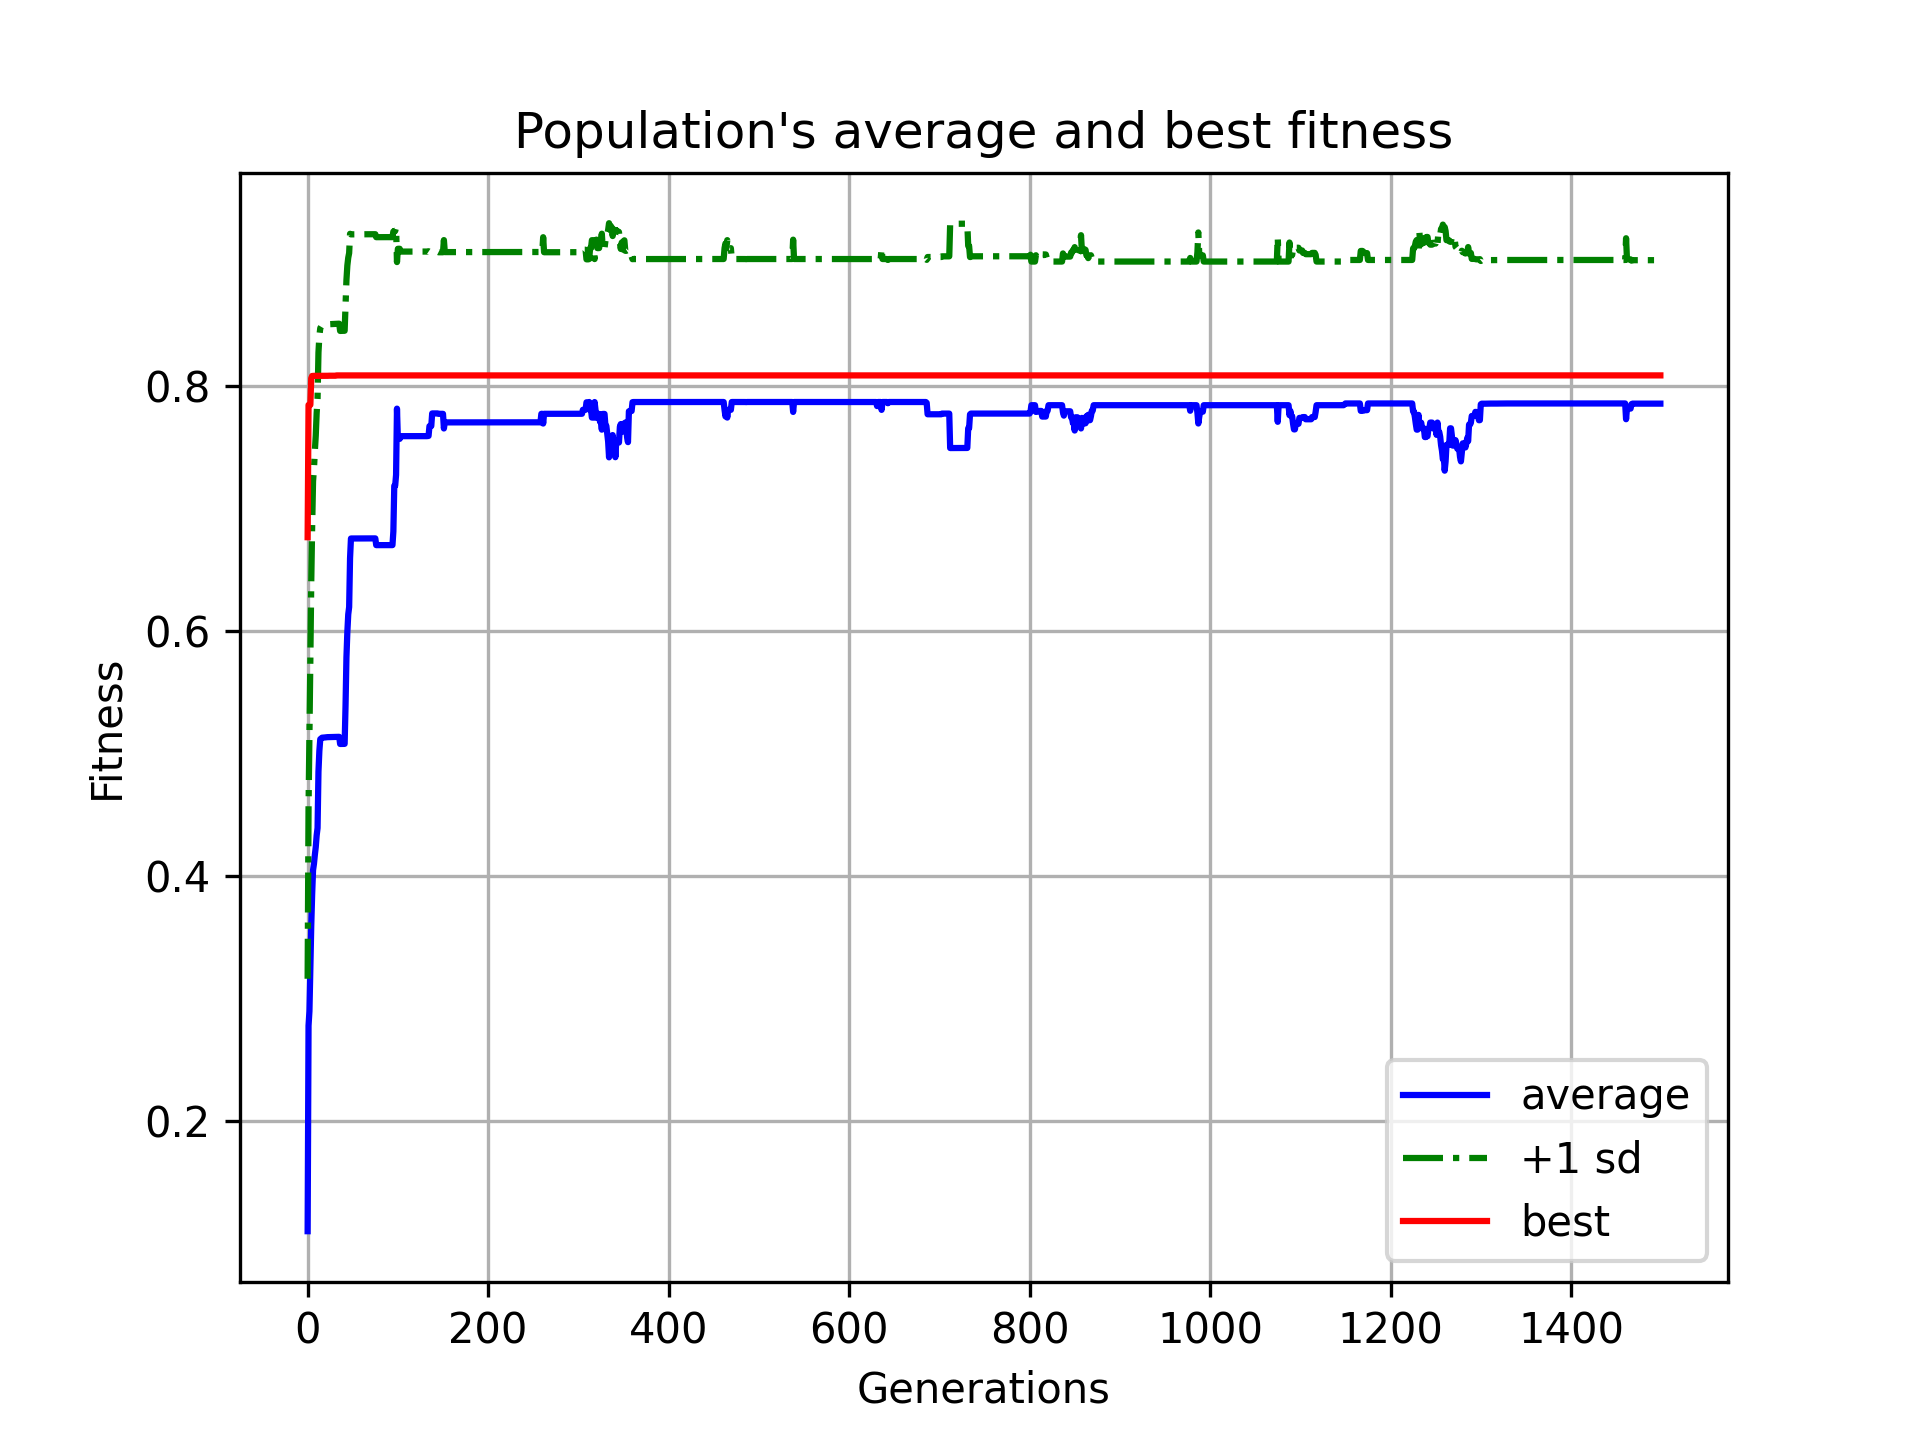 Population's average and best fitness
Fitness
0.8
0.6
0.4
0.2
0 200 400 600 800 1000 1200 1400
Generations
average
+1 sd
best